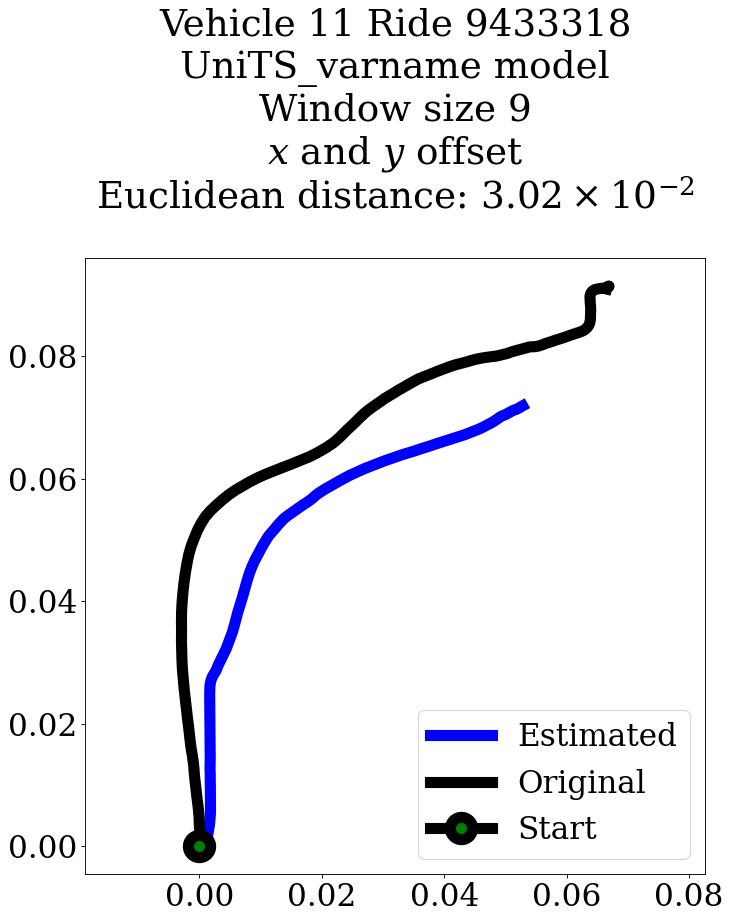 Vehicle 11 Ride 9433318
UniTS_varname model
Window size 9
x and y offset
Euclidean distance: 3.02 × 10⁻²
0.08
0.06
0.04
0.02
0.00
Estimated
Original
Start
0.00 0.02 0.04 0.06 0.08